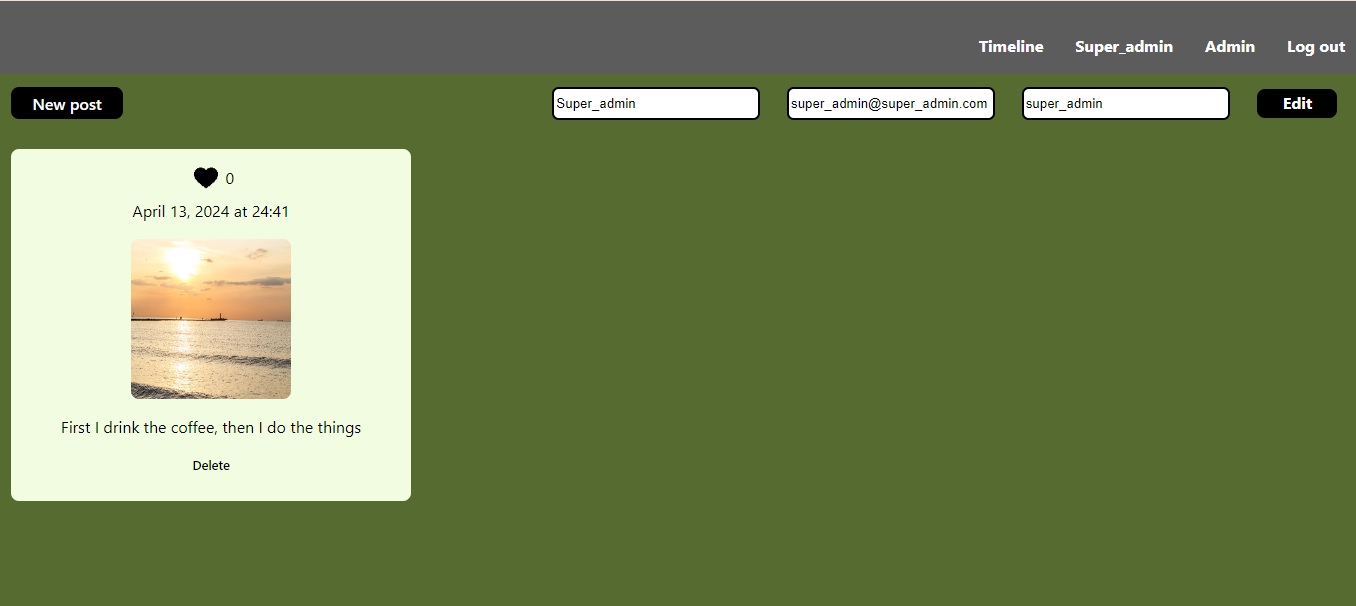 Timeline Super_admin Admin Log out
New post Super_admin super_admin@super_admin.com super_admin Edit
0
April 13, 2024 at 24:41
First I drink the coffee, then I do the things
Delete